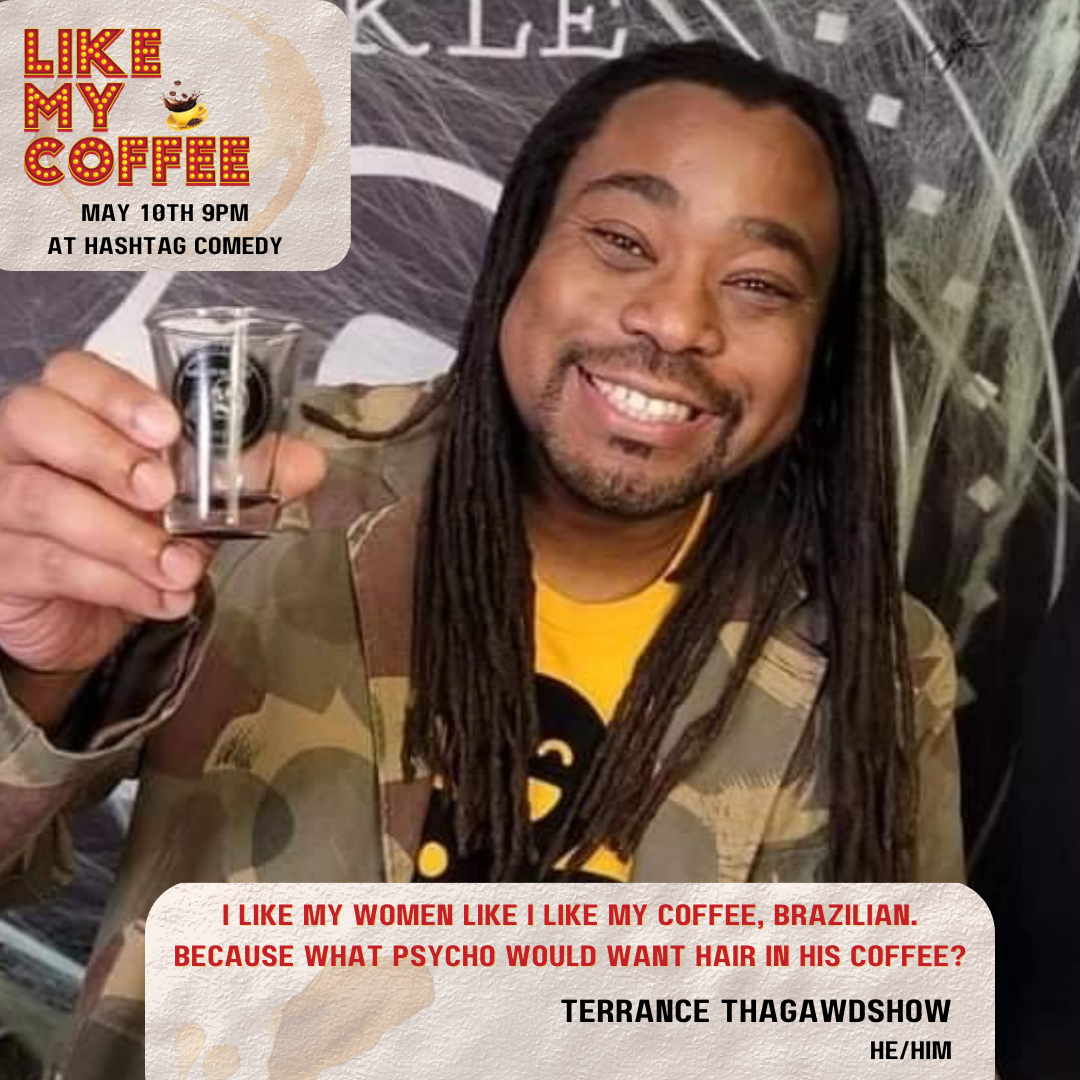 KLE
LIKE
MY
COFFEE
MAY 10TH 9PM
AT HASHTAG COMEDY
I LIKE MY WOMEN LIKE I LIKE MY COFFEE, BRAZILIAN.
BECAUSE WHAT PSYCHO WOULD WANT HAIR IN HIS COFFEE?
TERRANCE THAGAWDSHOW
HE/HIM